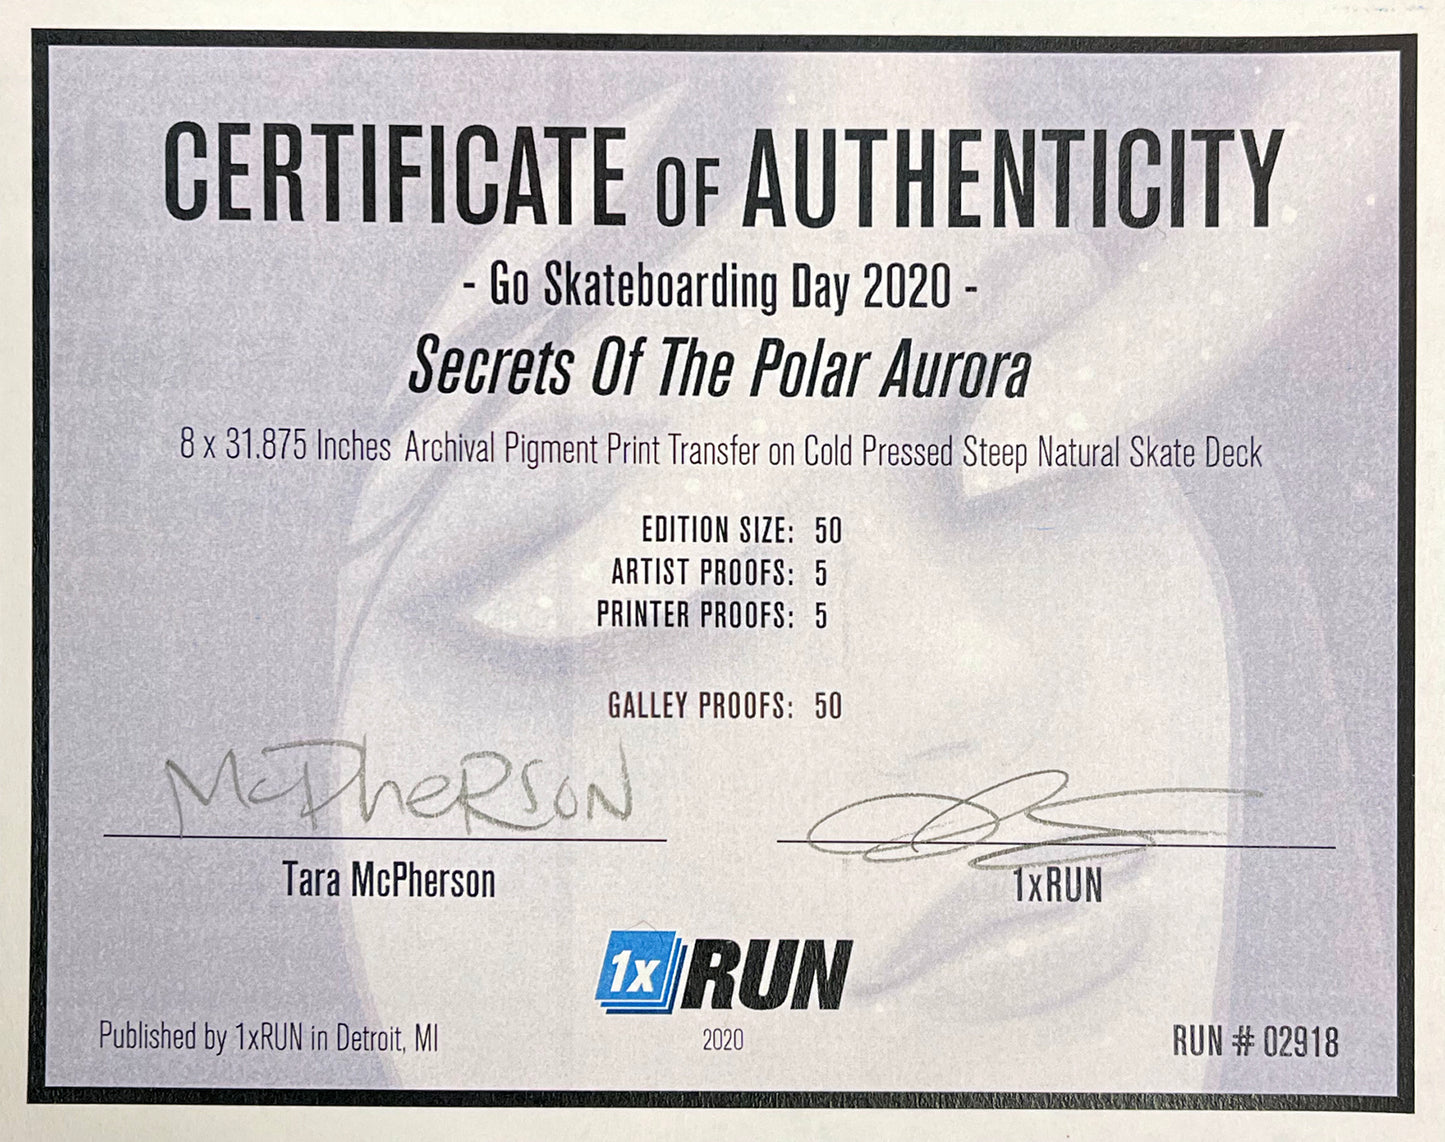 CERTIFICATE OF AUTHENTICITY
- Go Skateboarding Day 2020 -
Secrets Of The Polar Aurora
8 x 31.875 Inches Archival Pigment Print Transfer on Cold Pressed Steep Natural Skate Deck
EDITION SIZE: 50
ARTIST PROOFS: 5
PRINTER PROOFS: 5
GALLEY PROOFS: 50
McPheRSoN
Tara McPherson
1xRUN
1x RUN
2020
Published by 1xRUN in Detroit, MI
RUN # 02918